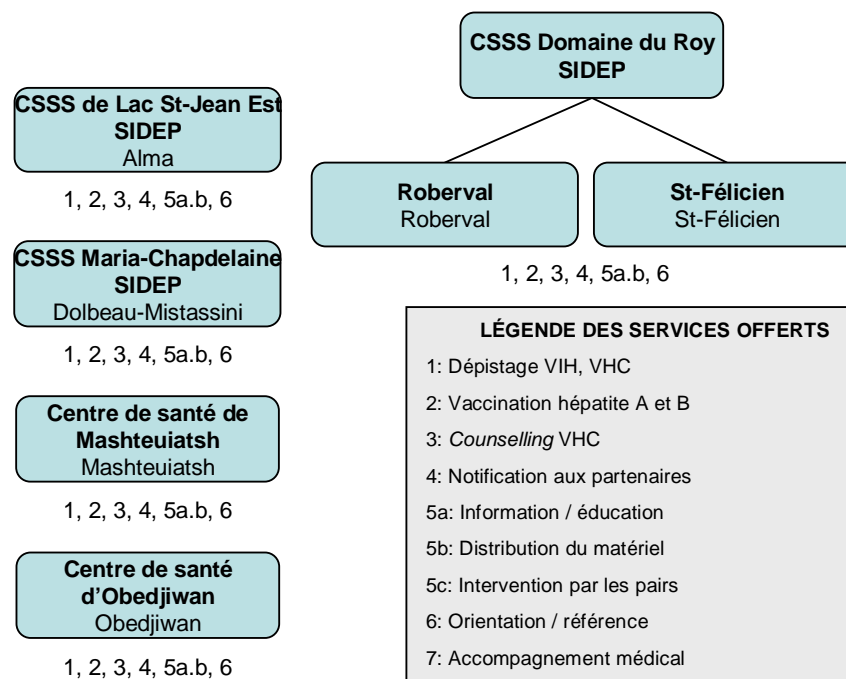 CSSS Domaine du Roy
SIDEP
CSSS de Lac St-Jean Est
SIDEP
Alma
1, 2, 3, 4, 5a.b, 6
Roberval
Roberval
St-Félicien
St-Félicien
1, 2, 3, 4, 5a.b, 6
CSSS Maria-Chapdelaine
SIDEP
Dolbeau-Mistassini
1, 2, 3, 4, 5a.b, 6
Centre de santé de
Mashteuiatsh
Mashteuiatsh
1, 2, 3, 4, 5a.b, 6
Centre de santé
d'Obedjiwan
Obedjiwan
1, 2, 3, 4, 5a.b, 6
LÉGENDE DES SERVICES OFFERTS
1: Dépistage VIH, VHC
2: Vaccination hépatite A et B
3: Counselling VHC
4: Notification aux partenaires
5a: Information / éducation
5b: Distribution du matériel
5c: Intervention par les pairs
6: Orientation / référence
7: Accompagnement médical